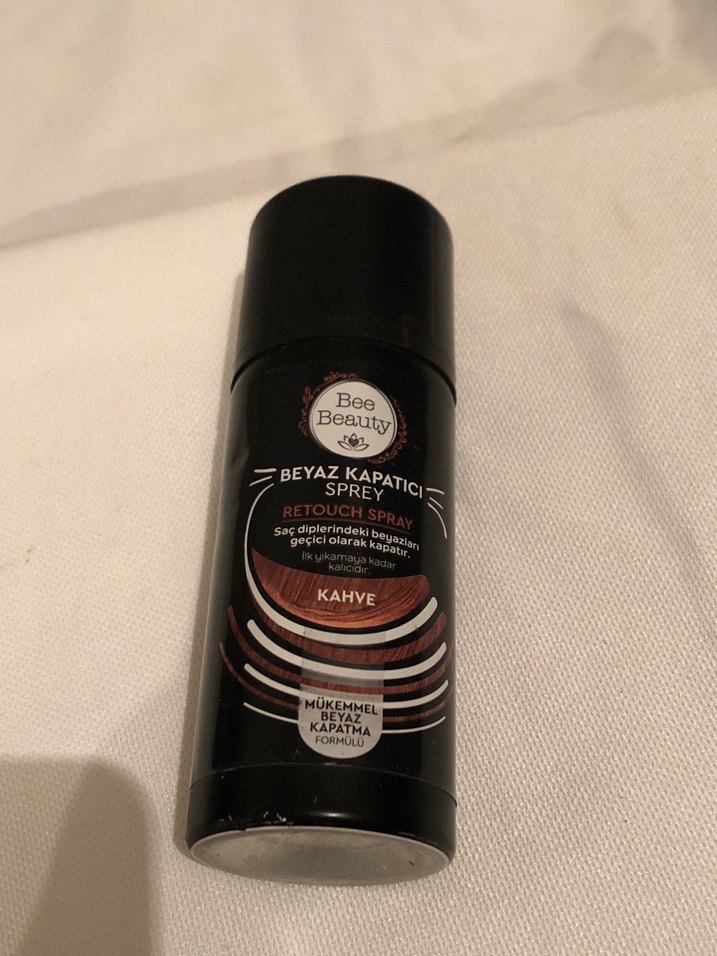 Bee
Beauty
BEYAZ KAPATICI
SPREY
RETOUCH SPRAY
Saç diplerindeki beyazları
geçici olarak kapatır.
İlk yıkamaya kadar
kalıcıdır.
KAHVE
MÜKEMMEL
BEYAZ
KAPATMA
FORMÜLÜ